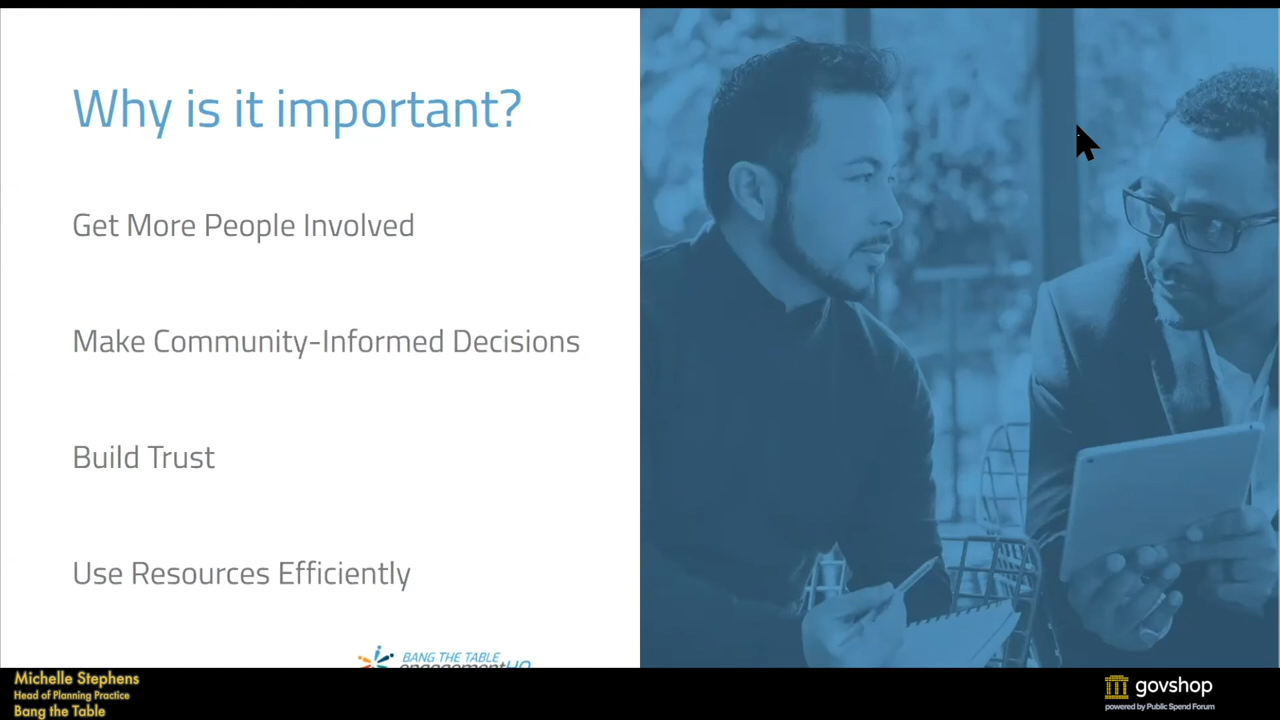 Why is it important?
Get More People Involved
Make Community-Informed Decisions
Build Trust
Use Resources Efficiently
BANG THE TABLE
engagementHQ
Michelle Stephens
Head of Planning Practice
Bang the Table
govshop
powered by Public Spend Forum